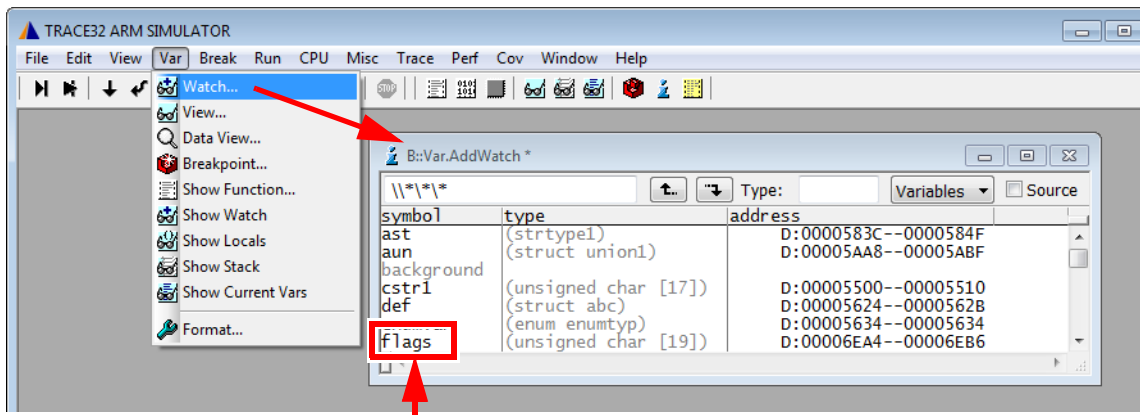 TRACE32 ARM SIMULATOR
File Edit View Var Break Run CPU Misc Trace Perf Cov Window Help
STOP
Watch...
View...
Data View...
Breakpoint...
Show Function...
Show Watch
Show Locals
Show Stack
Show Current Vars
Format...
B::Var.AddWatch *
\\*\*\* Type: Variables Source
symbol type address
ast (strtype1) D:0000583C--0000584F
aun (struct union1) D:00005AA8--00005ABF
background
cstr1 (unsigned char [17]) D:00005500--00005510
def (struct abc) D:00005624--0000562B
(enum enumtyp) D:00005634--00005634
flags (unsigned char [19]) D:00006EA4--00006EB6